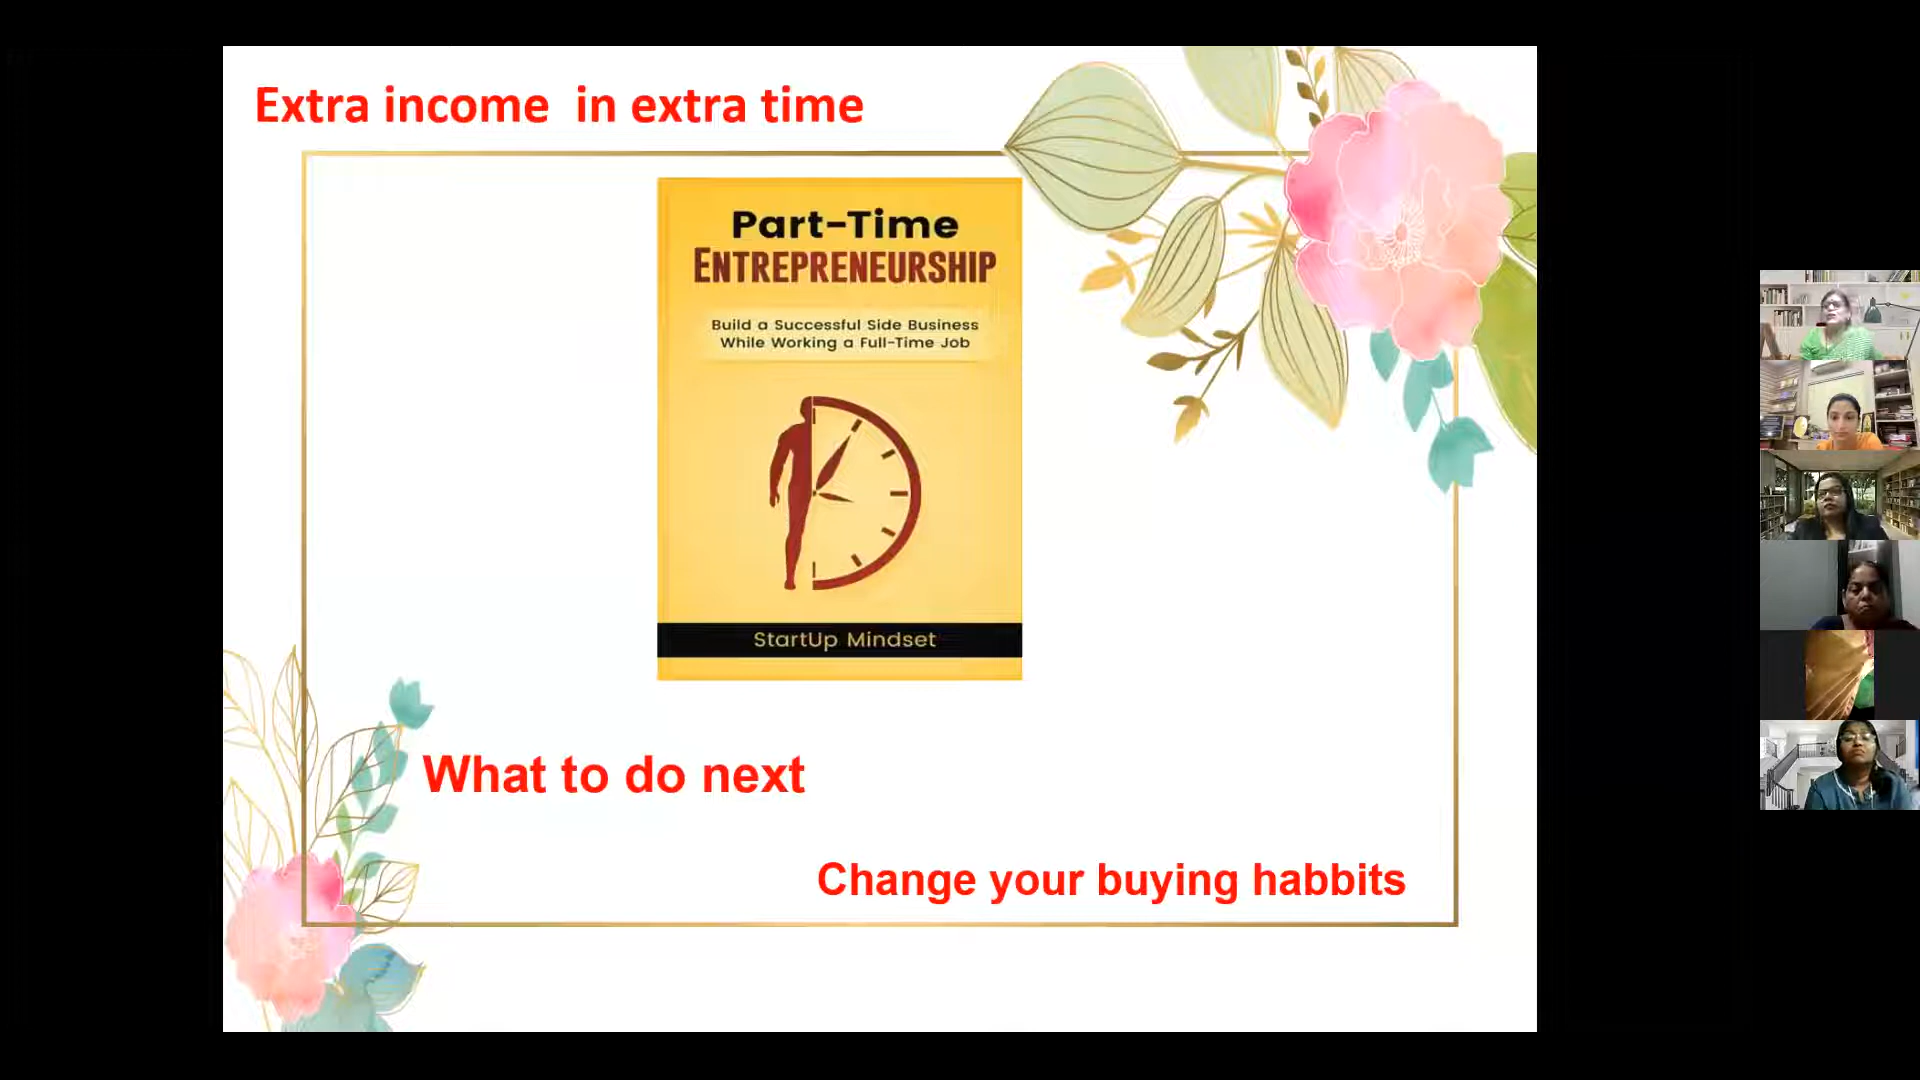 Extra income in extra time
Part-Time
ENTREPRENEURSHIP
Build a Successful Side Business
While Working a Full-Time Job
StartUp Mindset
What to do next
Change your buying habbits